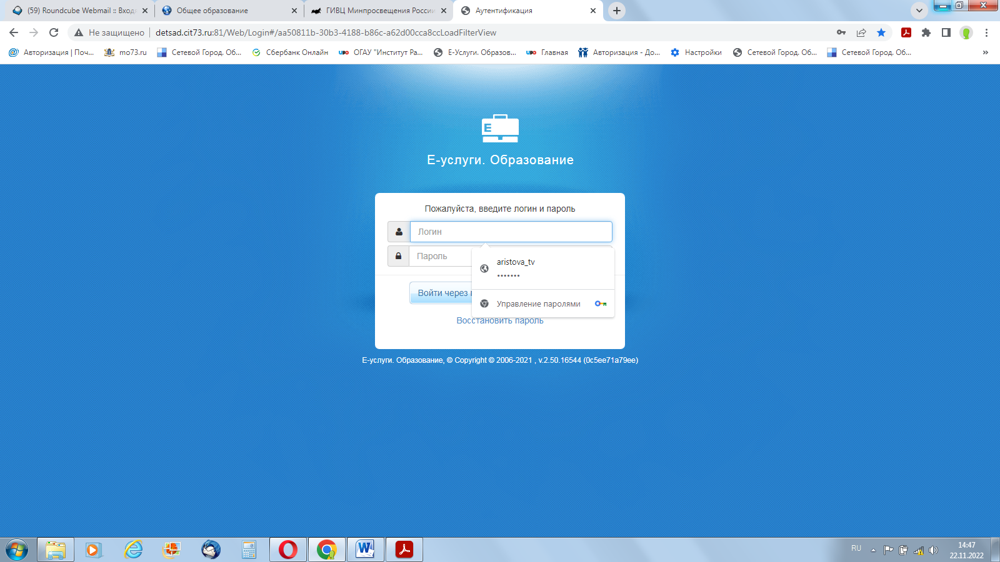 (59) Roundcube Webmail :: Входя
Общее образование
ГИВЦ Минпросвещения России
Аутентификация
Не защищено
detsad.cit73.ru:81/Web/Login#/aa50811b-30b3-4188-b86c-a62d00cca8ccLoadFilterView
Авторизация | Поч...
mo73.ru
Сетевой Город. Об...
Сбербанк Онлайн
ОГАУ "Институт Ра...
Е-Услуги. Образов...
Главная
Авторизация - До...
Настройки
Сетевой Город. Об...
Сетевой Город. Об...
E
Е-услуги. Образование
Пожалуйста, введите логин и пароль
Логин
Пароль
aristova_tv
•••••••
Войти через
Управление паролями
Восстановить пароль
Е-услуги. Образование, © Copyright © 2006-2021 , v.2.50.16544 (0c5ee71a79ee)
RU
14:47
22.11.2022